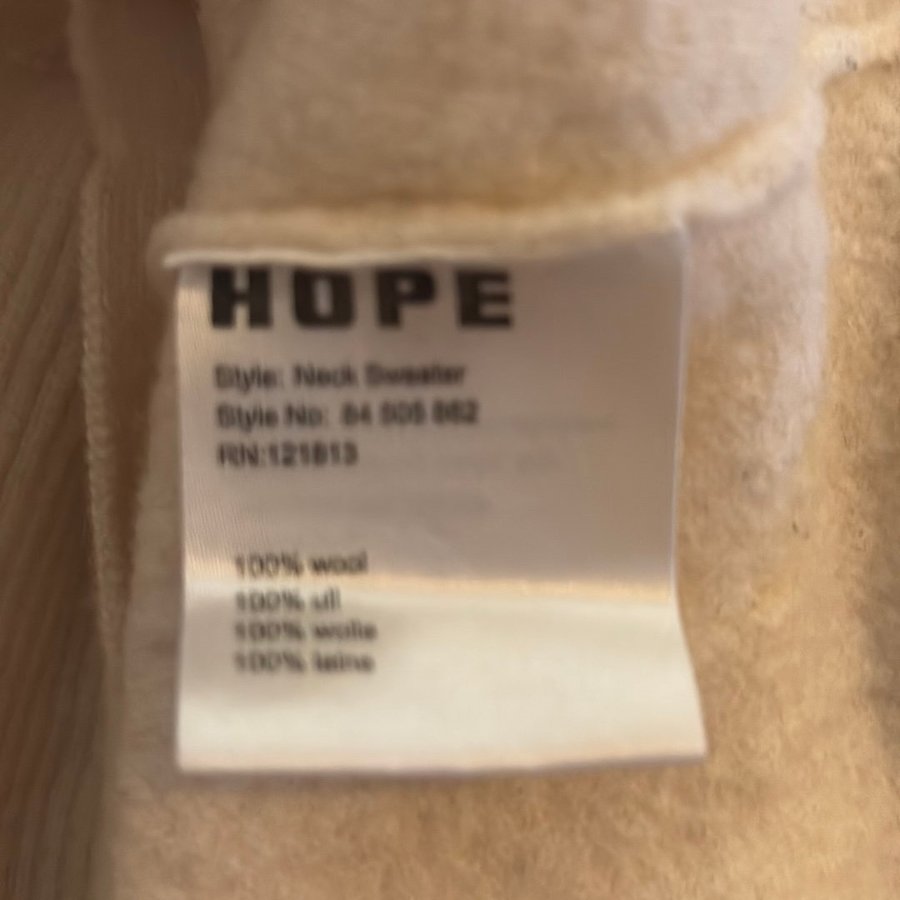 HOPE
Style: Neck Sweater
Style No: 84 505 862
RN:121813
100% wool
100% ull
100% wolle
100% laine